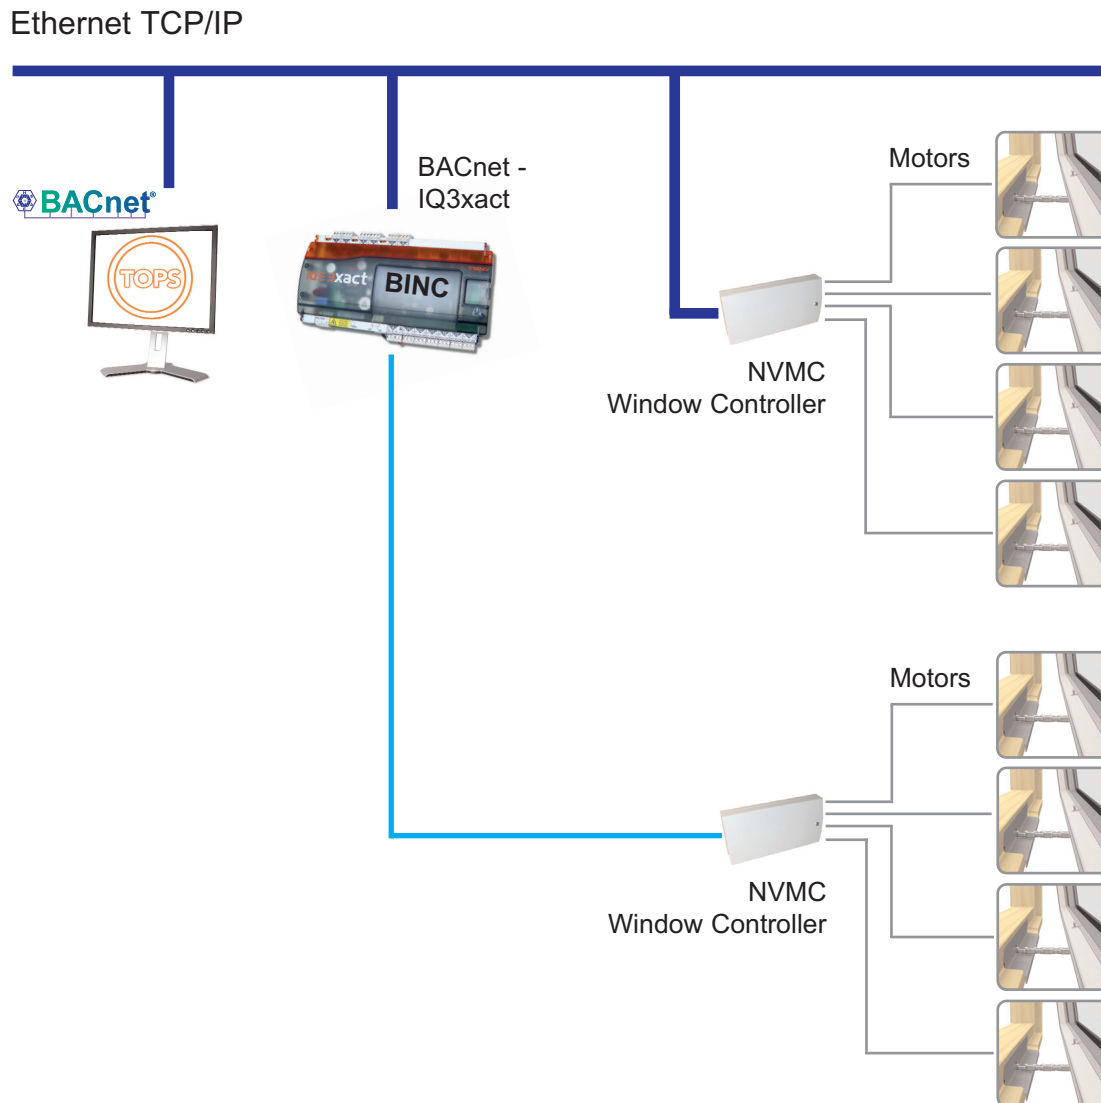 Ethernet TCP/IP
BACnet -
IQ3xact
Motors
BACnet®
TOPS
xact
BINC
NVMC
Window Controller
Motors
NVMC
Window Controller